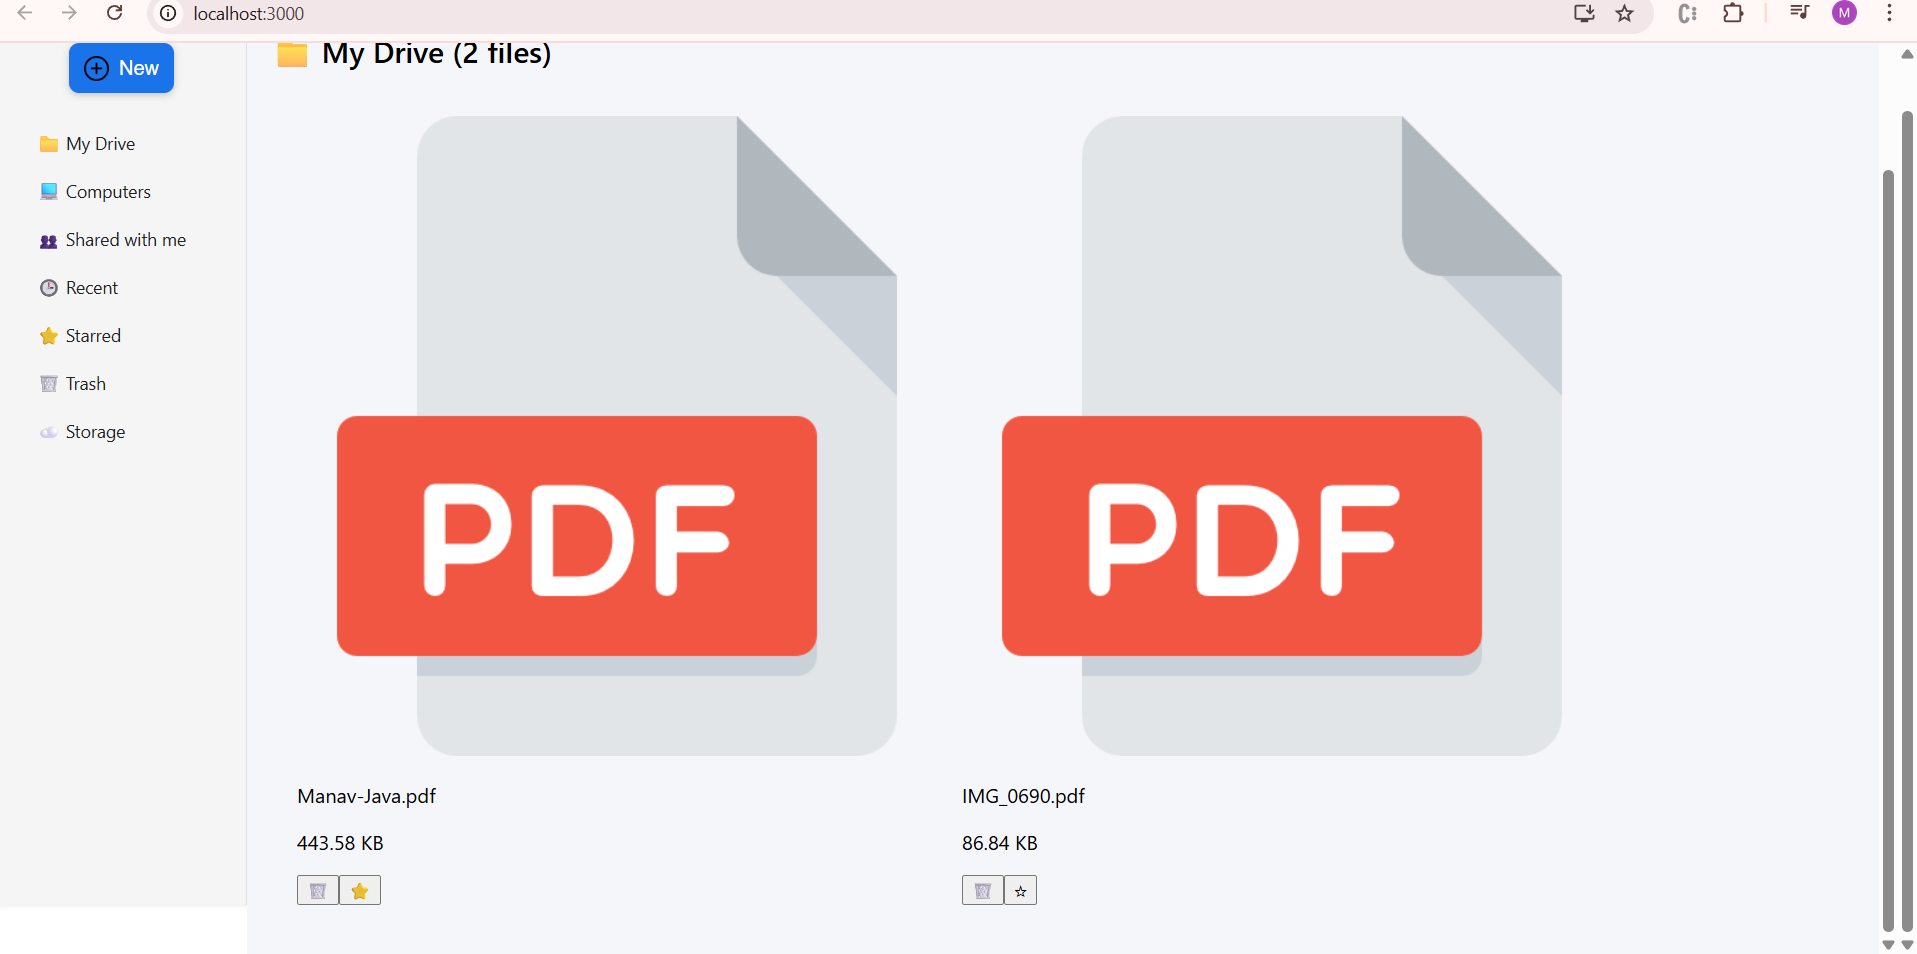 localhost:3000
M
New
My Drive (2 files)
My Drive
Computers
Shared with me
Recent
Starred
Trash
Storage
PDF
PDF
Manav-Java.pdf
IMG_0690.pdf
443.58 KB
86.84 KB